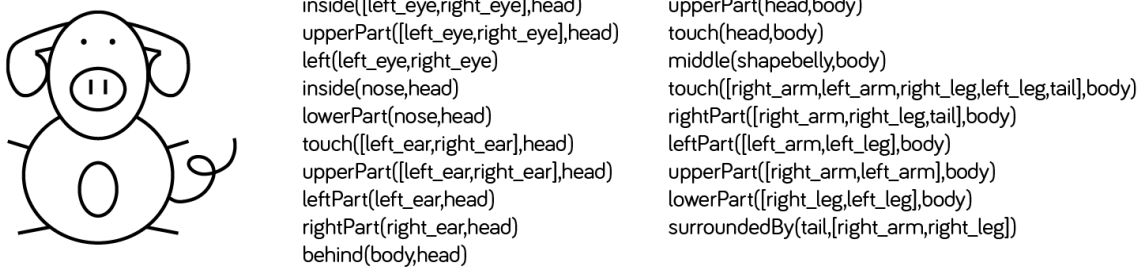 inside([left_eye,right_eye],head)
upperPart([left_eye,right_eye],head)
left(left_eye,right_eye)
inside(nose,head)
lowerPart(nose,head)
touch([left_ear,right_ear],head)
upperPart([left_ear,right_ear],head)
leftPart(left_ear,head)
rightPart(right_ear,head)
behind(body,head)
upperPart(head,body)
touch(head,body)
middle(shapebelly,body)
touch([right_arm,left_arm,right_leg,left_leg,tail],body)
rightPart([right_arm,right_leg,tail],body)
leftPart([left_arm,left_leg],body)
upperPart([right_arm,left_arm],body)
lowerPart([right_leg,left_leg],body)
surroundedBy(tail,[right_arm,right_leg])